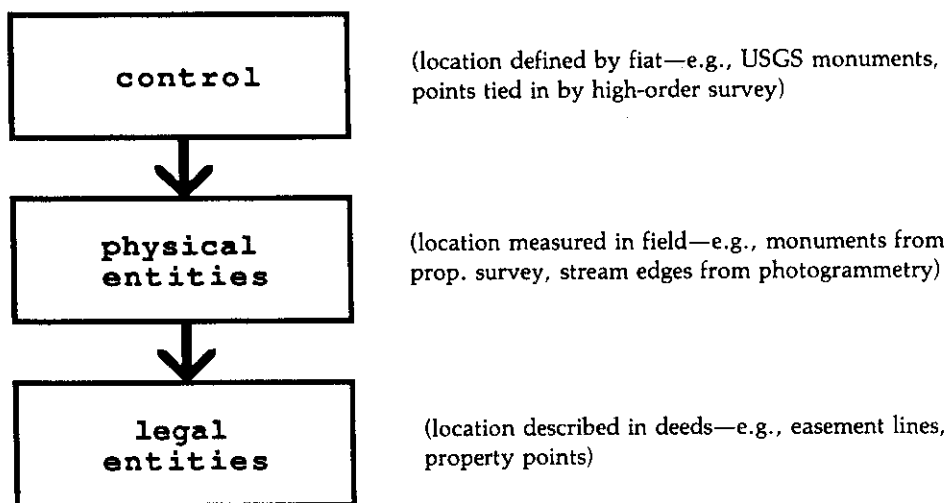 control
(location defined by fiat—e.g., USGS monuments,
points tied in by high-order survey)
physical
entities
(location measured in field—e.g., monuments from
prop. survey, stream edges from photogrammetry)
legal
entities
(location described in deeds—e.g., easement lines,
property points)